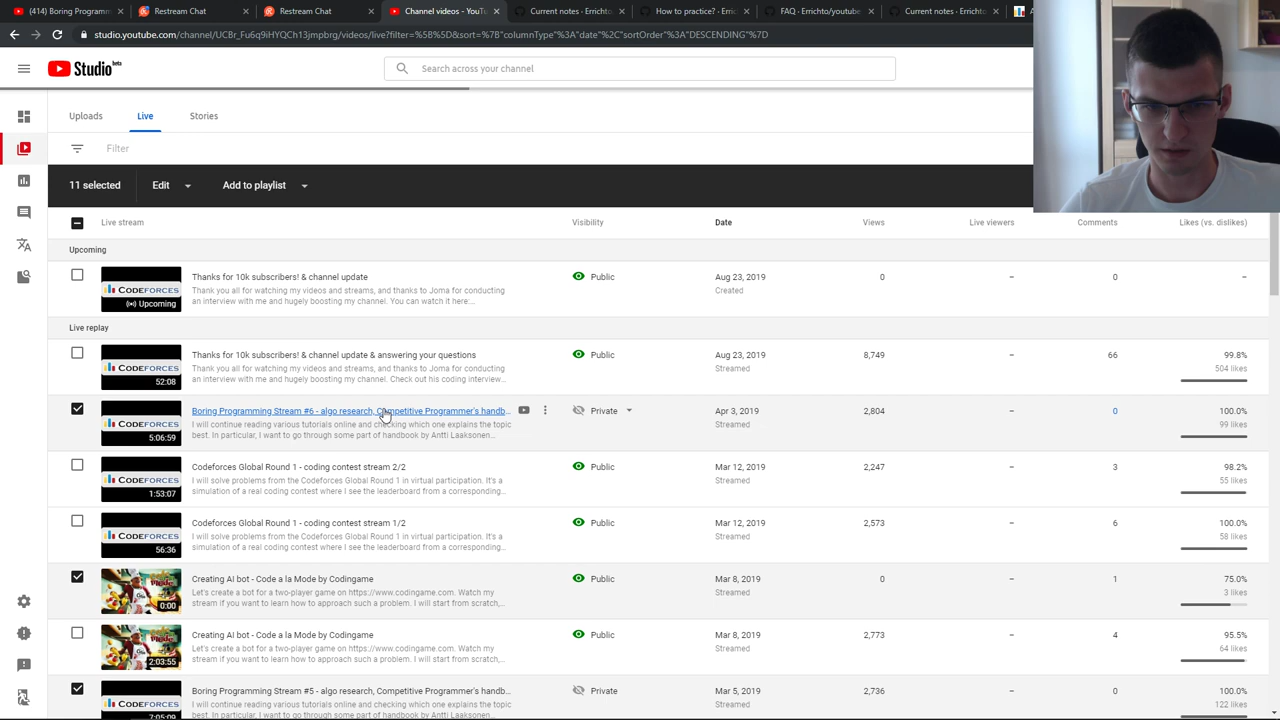 (414) Boring Programm
Restream Chat
Restream Chat
Channel videos - YouTu
Current notes - Errichto
How to practice? · Errich
FAQ · Errichto/youtube
Current notes - Errichto
studio.youtube.com/channel/UCBr_Fu6q9iHYQCh13jmpbrg/videos/live?filter=%5B%5D&sort=%7B"columnType"%3A"date"%2C"sortOrder"%3A"DESCENDING"%7D
Studio beta
Search across your channel
Uploads
Live
Stories
Filter
11 selected
Edit
Add to playlist
Live stream
Visibility
Date
Views
Live viewers
Comments
Likes (vs. dislikes)
Upcoming
CODEFORCES
Upcoming
Thanks for 10k subscribers! & channel update
Thank you all for watching my videos and streams, and thanks to Joma for conducting
an interview with me and hugely boosting my channel. You can watch it here:...
Public
Aug 23, 2019
Created
0
–
0
–
Live replay
CODEFORCES
52:08
Thanks for 10k subscribers! & channel update & answering your questions
Thank you all for watching my videos and streams, and thanks to Joma for
conducting an interview with me and hugely boosting my channel. Check out his coding interview...
Public
Aug 23, 2019
Streamed
8,749
–
66
99.8%
504 likes
CODEFORCES
5:06:59
Boring Programming Stream #6 - algo research, Competitive Programmer's handb...
I will continue reading various tutorials online and checking which one explains the topic
best. In particular, I want to go through some part of handbook by Antti Laaksonen...
Private
Apr 3, 2019
Streamed
2,804
–
0
100.0%
99 likes
CODEFORCES
1:53:07
Codeforces Global Round 1 - coding contest stream 2/2
I will solve problems from the Codeforces Global Round 1 in virtual participation. It's a
simulation of a real coding contest where I see the leaderboard from a corresponding...
Public
Mar 12, 2019
Streamed
2,247
–
3
98.2%
55 likes
CODEFORCES
56:36
Codeforces Global Round 1 - coding contest stream 1/2
I will solve problems from the Codeforces Global Round 1 in virtual participation. It's a
simulation of a real coding contest where I see the leaderboard from a corresponding...
Public
Mar 12, 2019
Streamed
2,573
–
6
100.0%
58 likes
0:00
Creating AI bot - Code a la Mode by Codingame
Let's create a bot for a two-player game on https://www.codingame.com. Watch my
stream if you want to learn how to approach such a problem. I will start from scratch,...
Public
Mar 8, 2019
Streamed
0
–
1
75.0%
3 likes
2:03:55
Creating AI bot - Code a la Mode by Codingame
Let's create a bot for a two-player game on https://www.codingame.com. Watch my
stream if you want to learn how to approach such a problem. I will start from scratch,...
Public
Mar 8, 2019
Streamed
2,773
–
4
95.5%
64 likes
CODEFORCES
7:05:09
Boring Programming Stream #5 - algo research, Competitive Programmer's handb...
I will continue reading various tutorials online and checking which one explains the topic
best. In particular, I want to go through some part of handbook by Antti Laaksonen
Private
Mar 5, 2019
Streamed
2,736
–
0
100.0%
122 likes